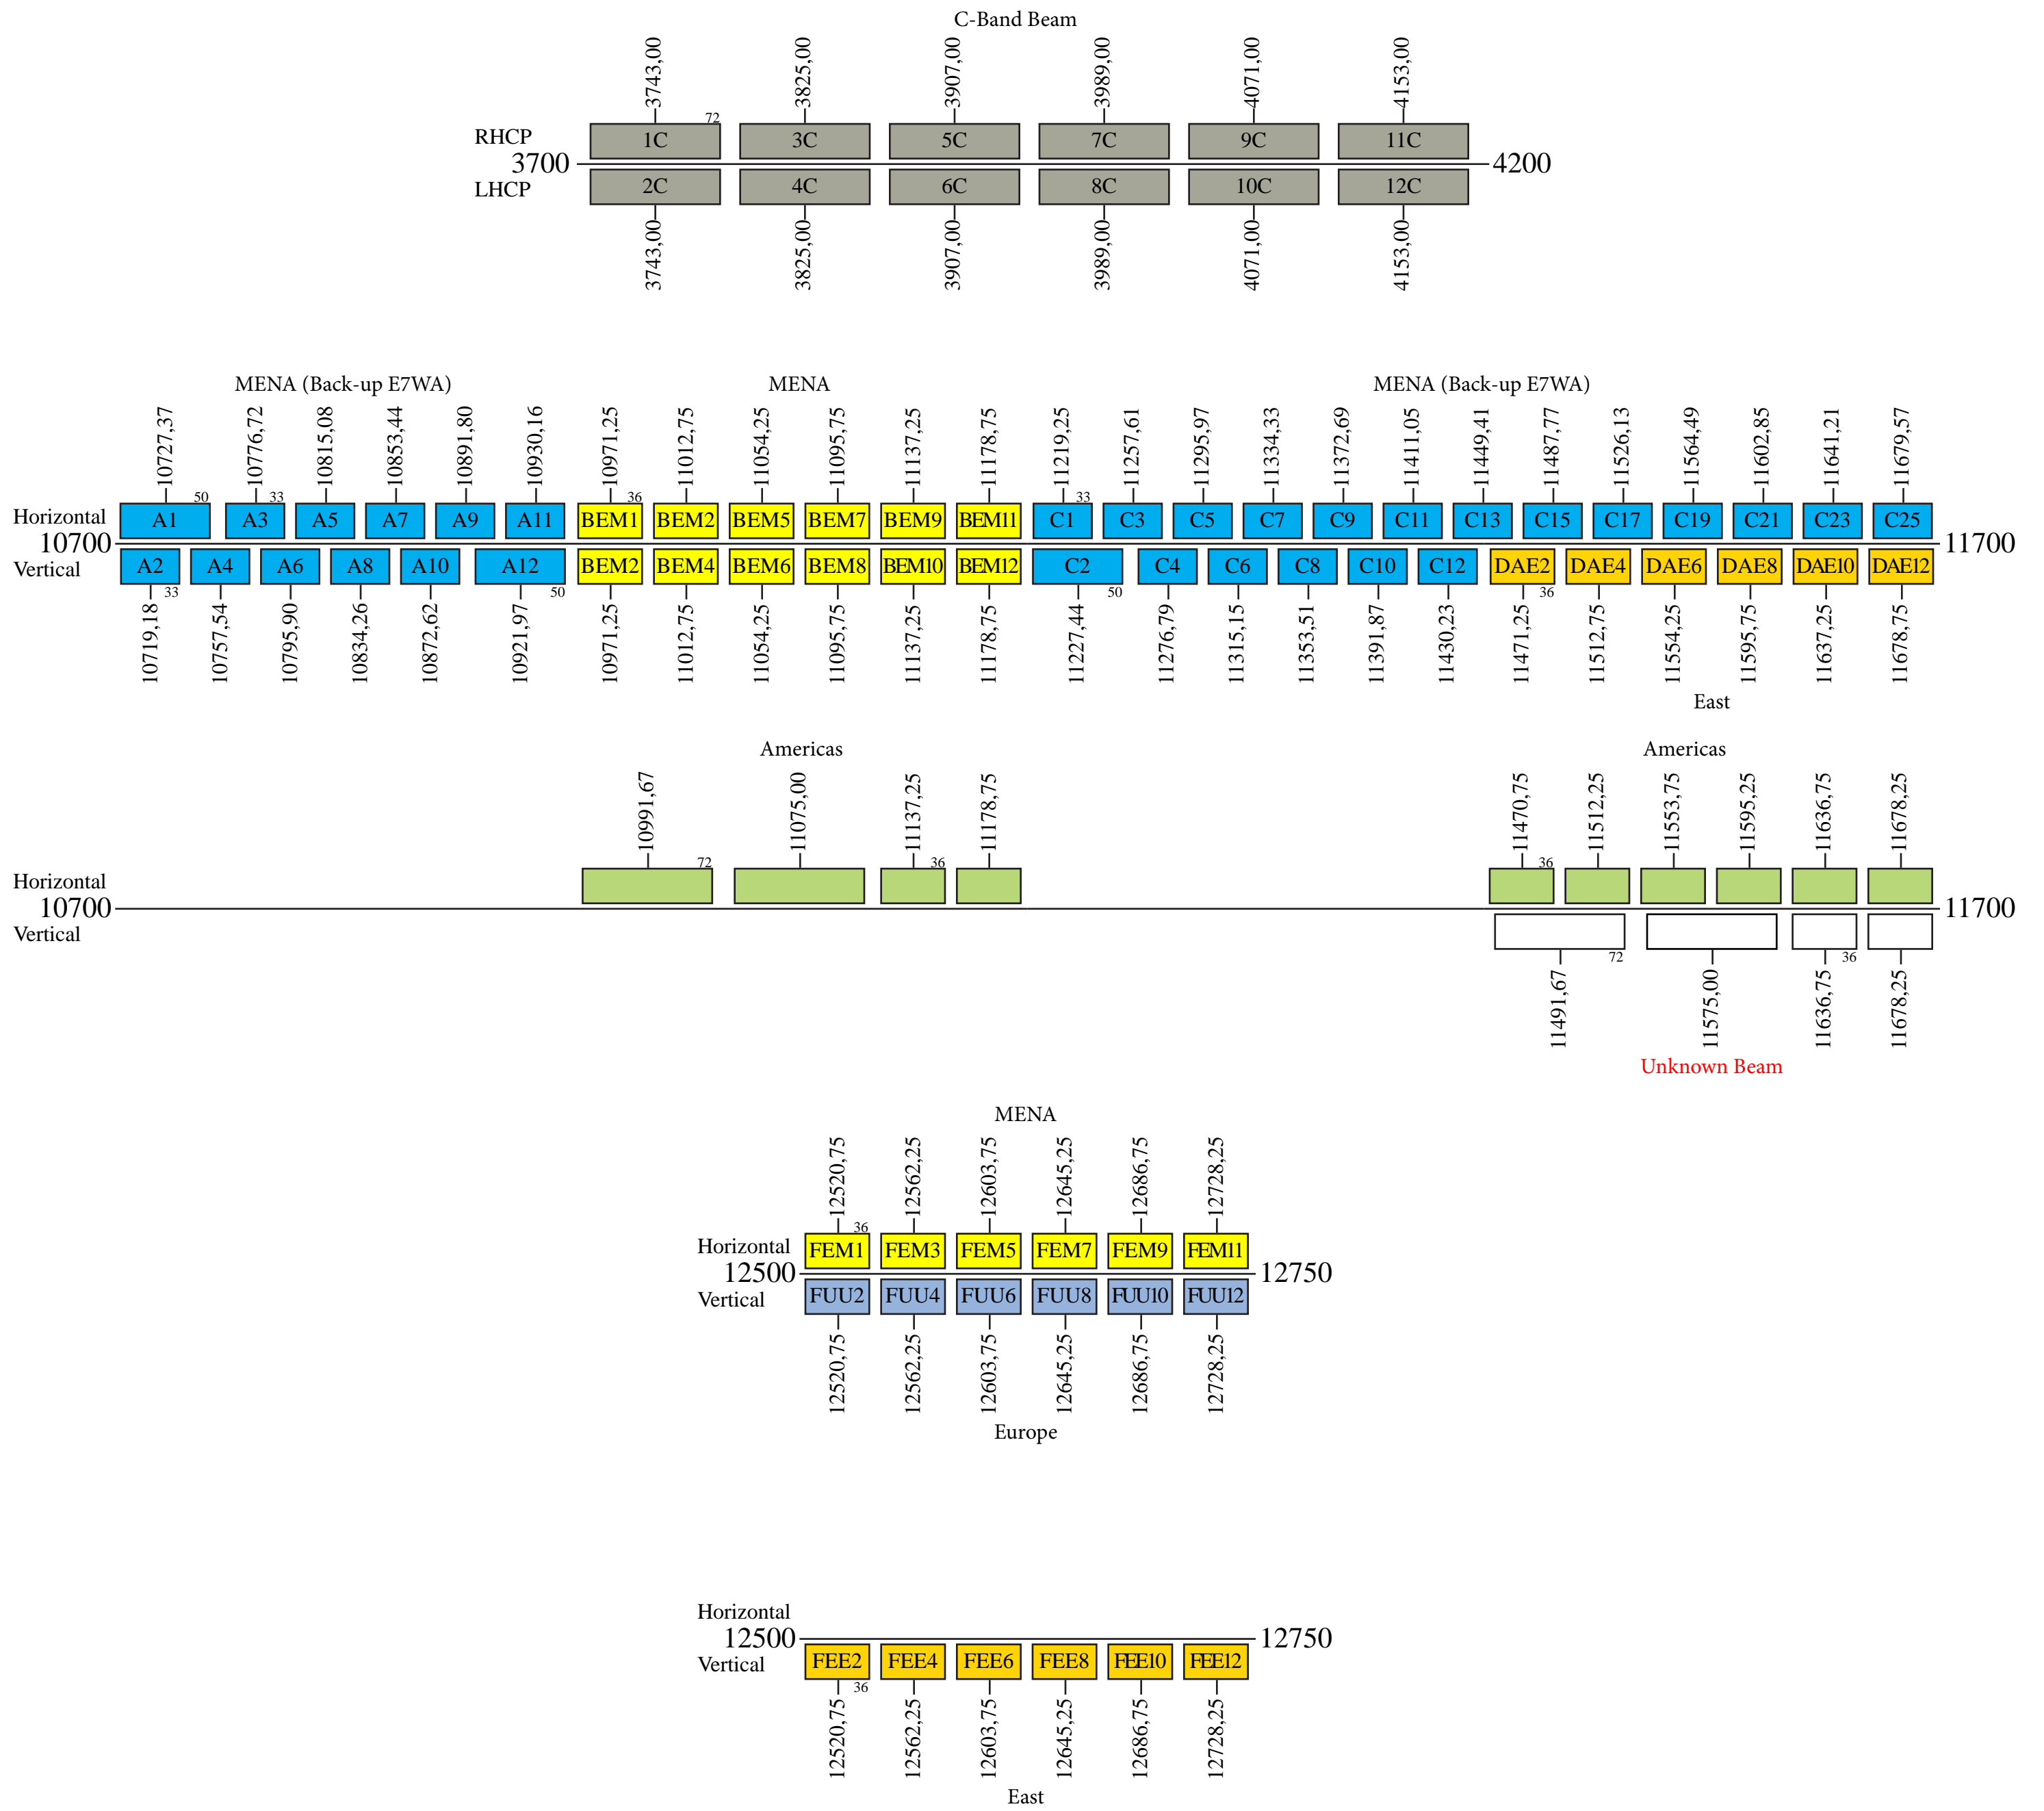 C-Band Beam
3743,00 3825,00 3907,00 3989,00 4071,00 4153,00
72
RHCP 1C 3C 5C 7C 9C 11C
3700 4200
LHCP 2C 4C 6C 8C 10C 12C
3743,00 3825,00 3907,00 3989,00 4071,00 4153,00
MENA (Back-up E7WA) MENA MENA (Back-up E7WA)
10727,37 10776,72 10815,08 10853,44 10891,80 10930,16 10971,25 11012,75 11054,25 11095,75 11137,25 11178,75 11219,25 11257,61 11295,97 11334,33 11372,69 11411,05 11449,41 11487,77 11526,13 11564,49 11602,85 11641,21 11679,57
50 33 36 33
Horizontal A1 A3 A5 A7 A9 A11 BEM1 BEM2 BEM5 BEM7 BEM9 BEM11 C1 C3 C5 C7 C9 C11 C13 C15 C17 C19 C21 C23 C25
10700 11700
Vertical A2 A4 A6 A8 A10 A12 BEM2 BEM4 BEM6 BEM8 BEM10 BEM12 C2 C4 C6 C8 C10 C12 DAE2 DAE4 DAE6 DAE8 DAE10 DAE12
33 50 50 36
10719,18 10757,54 10795,90 10834,26 10872,62 10921,97 10971,25 11012,75 11054,25 11095,75 11137,25 11178,75 11227,44 11276,79 11315,15 11353,51 11391,87 11430,23 11471,25 11512,75 11554,25 11595,75 11637,25 11678,75
East
Americas Americas
10991,67 11075,00 11137,25 11178,75 11470,75 11512,25 11553,75 11595,25 11636,75 11678,25
72 36 36
Horizontal
10700 11700
Vertical
72 36
11491,67 11575,00 11636,75 11678,25
Unknown Beam
MENA
12520,75 12562,25 12603,75 12645,25 12686,75 12728,25
36
Horizontal FEM1 FEM3 FEM5 FEM7 FEM9 FEM11
12500 12750
Vertical FUU2 FUU4 FUU6 FUU8 FUU10 FUU12
12520,75 12562,25 12603,75 12645,25 12686,75 12728,25
Europe
Horizontal
12500 12750
Vertical FEE2 FEE4 FEE6 FEE8 FEE10 FEE12
36
12520,75 12562,25 12603,75 12645,25 12686,75 12728,25
East